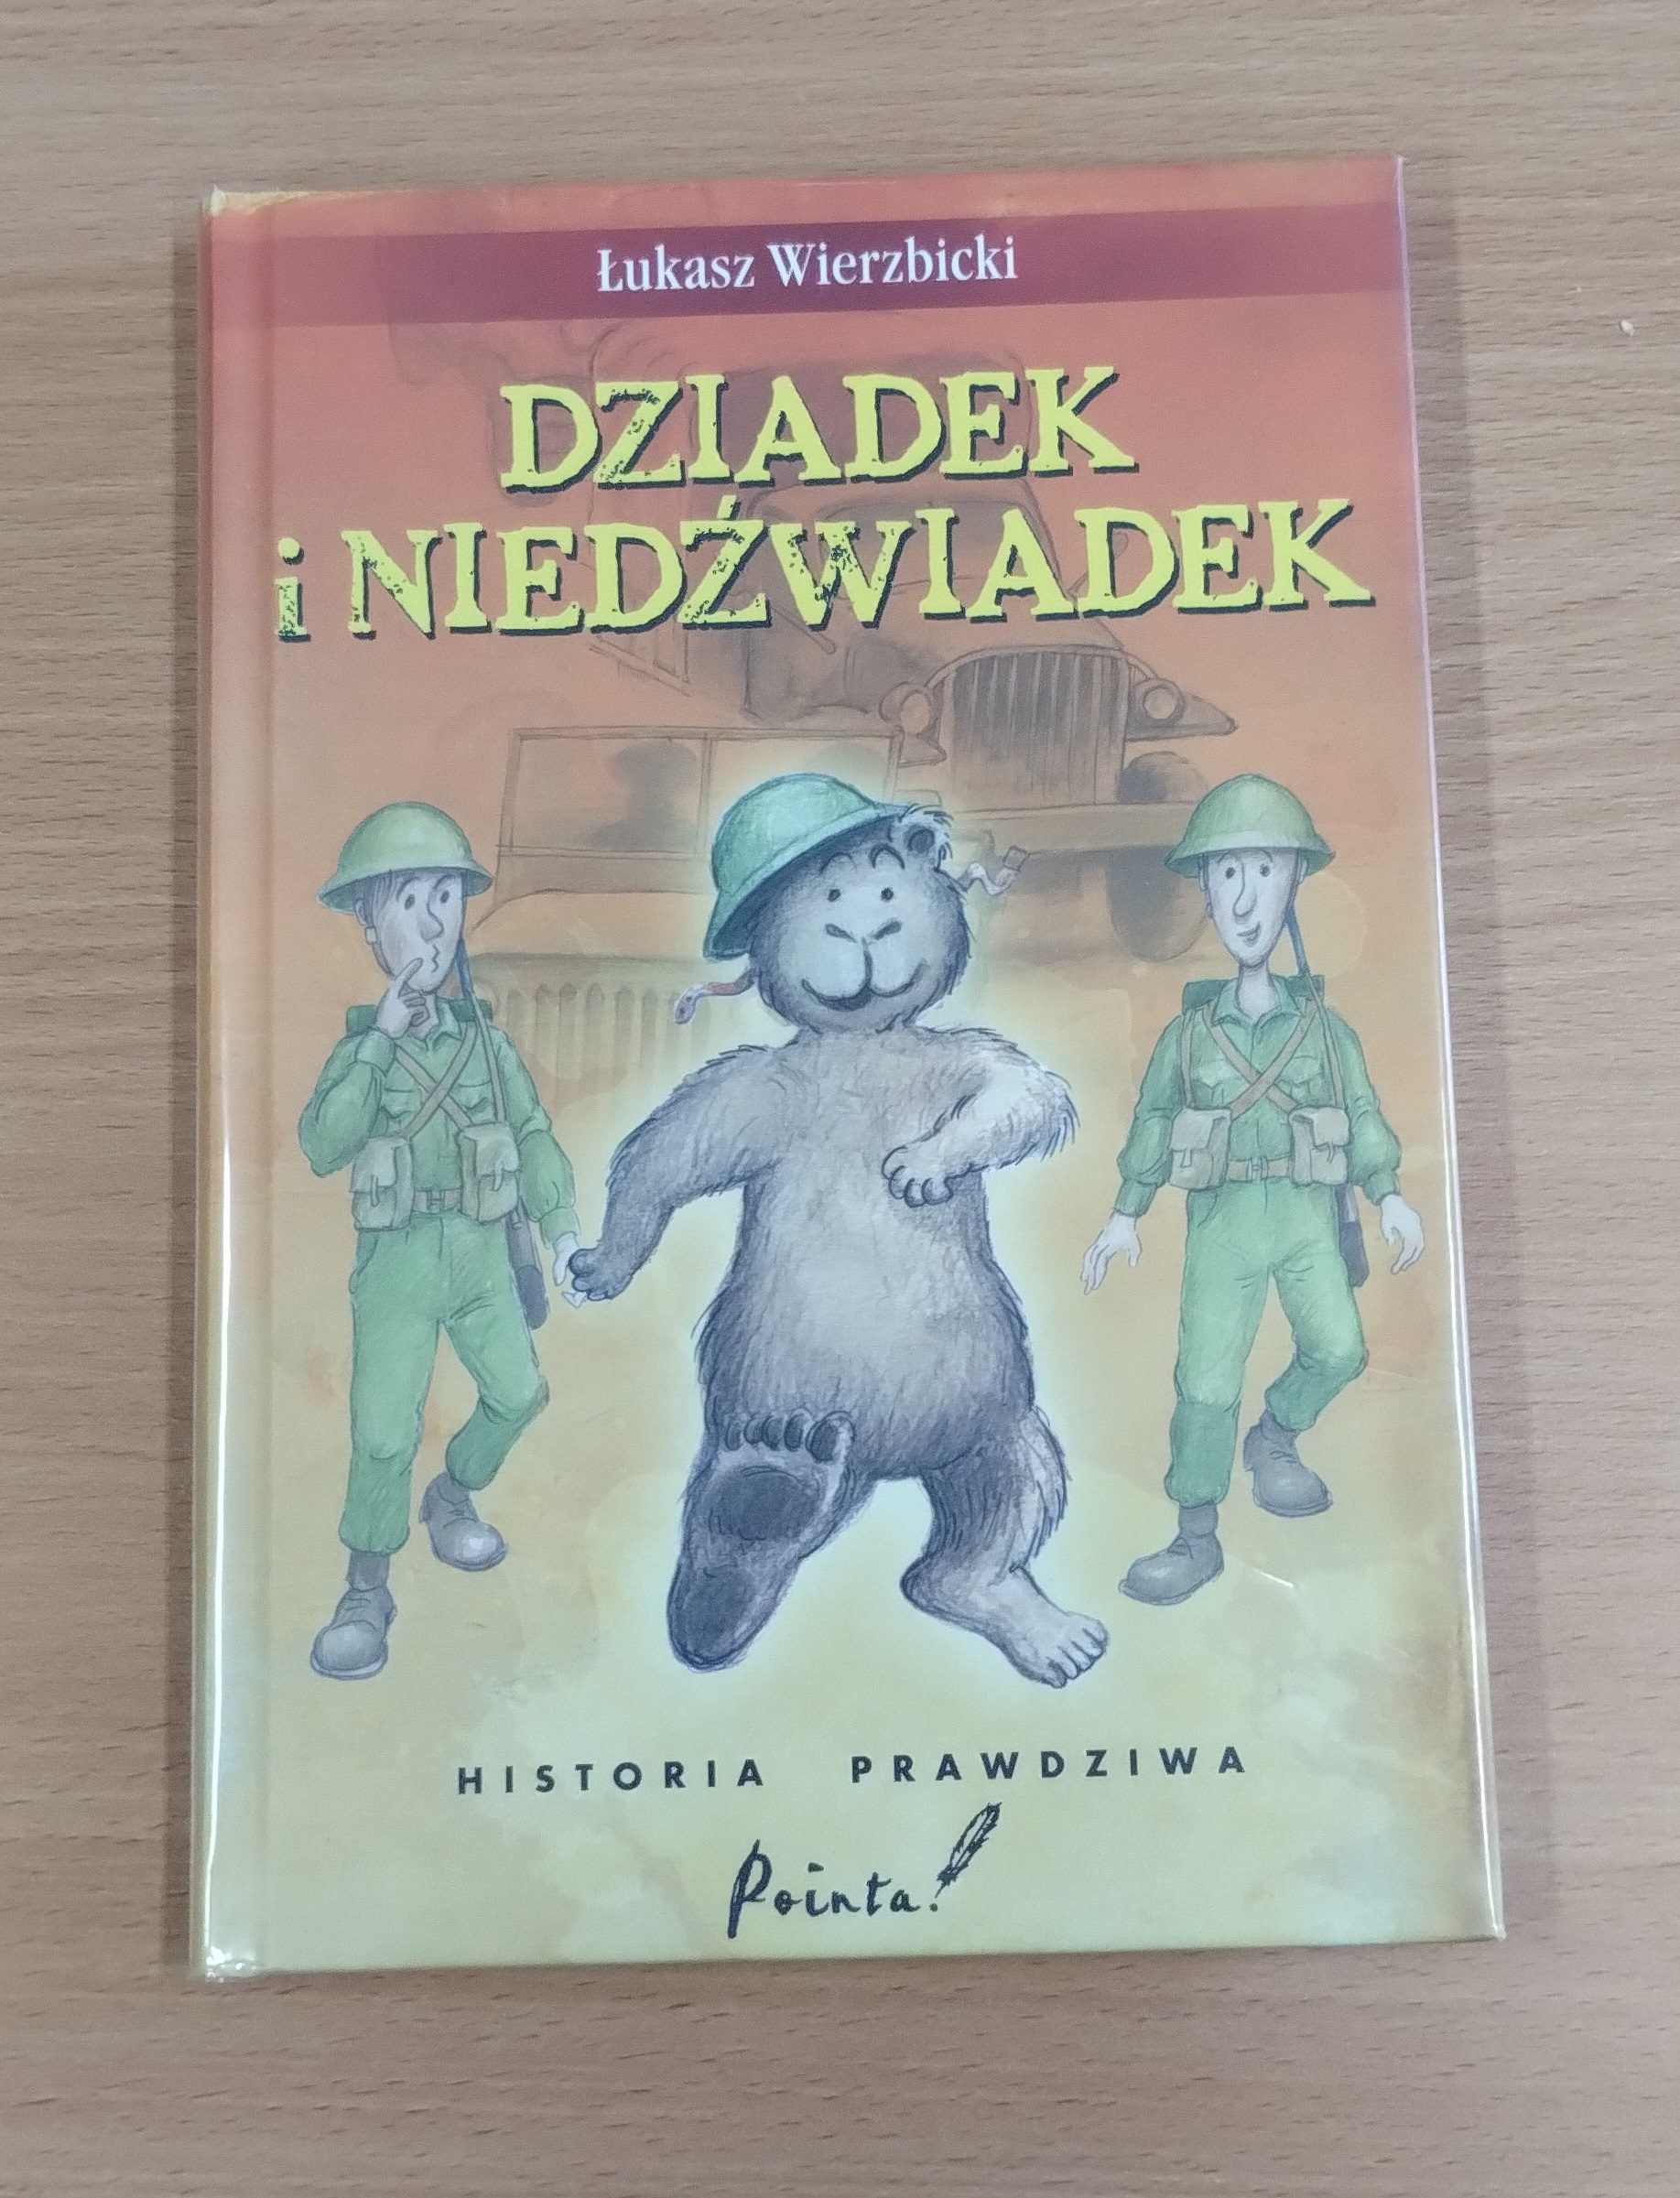 Łukasz Wierzbicki
DZIADEK
i NIEDŹWIADEK
HISTORIA PRAWDZIWA
Pointa!